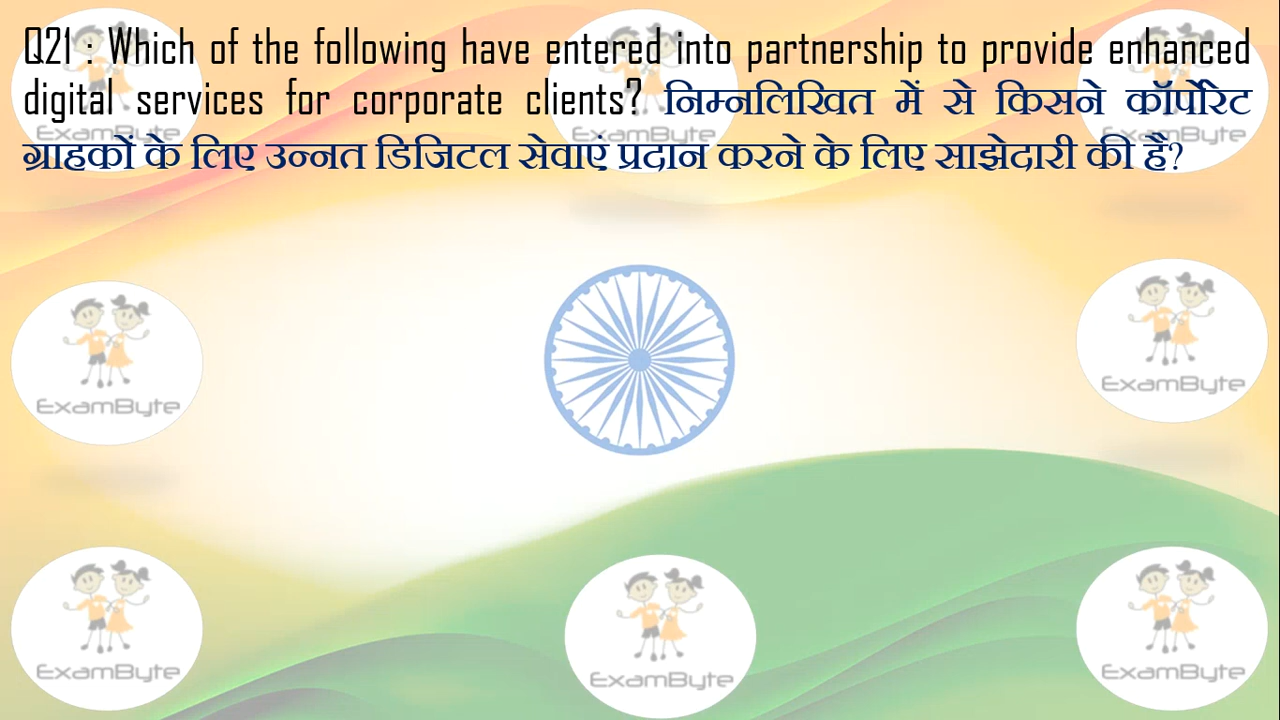 Q21 : Which of the following have entered into partnership to provide enhanced
digital services for corporate clients? निम्नलिखित में से किसने कॉर्पोरेट
ग्राहकों के लिए उन्नत डिजिटल सेवाएं प्रदान करने के लिए साझेदारी की है?
ExamByte
ExamByte
ExamByte
ExamByte
ExamByte
ExamByte
ExamByte
ExamByte